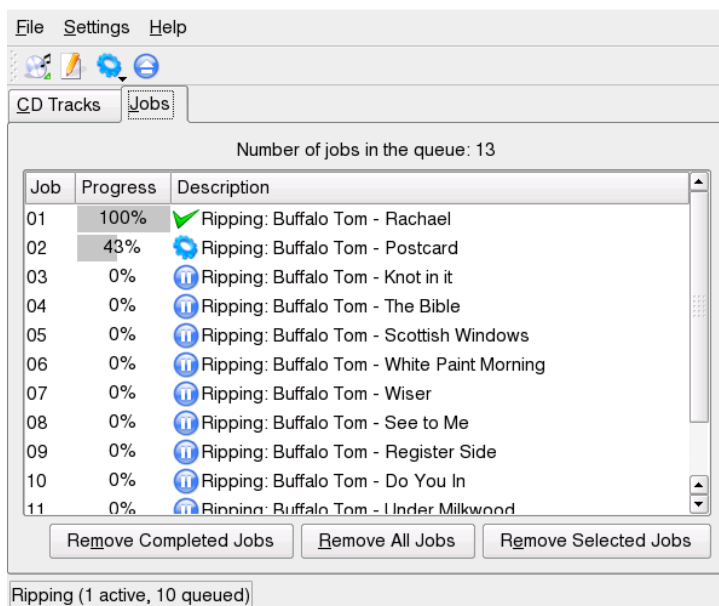 File Settings Help
CD Tracks Jobs
Number of jobs in the queue: 13
Job Progress Description
01 100% Ripping: Buffalo Tom - Rachael
02 43% Ripping: Buffalo Tom - Postcard
03 0% Ripping: Buffalo Tom - Knot in it
04 0% Ripping: Buffalo Tom - The Bible
05 0% Ripping: Buffalo Tom - Scottish Windows
06 0% Ripping: Buffalo Tom - White Paint Morning
07 0% Ripping: Buffalo Tom - Wiser
08 0% Ripping: Buffalo Tom - See to Me
09 0% Ripping: Buffalo Tom - Register Side
10 0% Ripping: Buffalo Tom - Do You In
11 0% Ripping: Buffalo Tom - Under Milkwood
Remove Completed Jobs Remove All Jobs Remove Selected Jobs
Ripping (1 active, 10 queued)